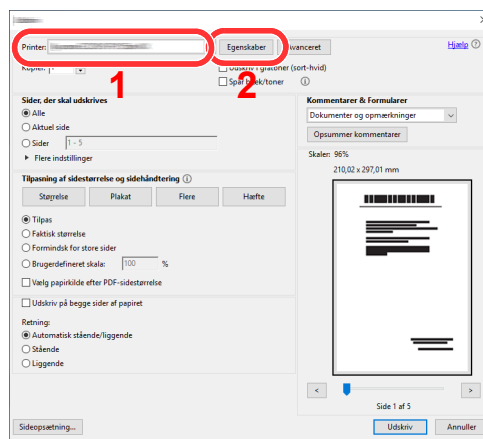 Printer:
Egenskaber
Avanceret
Hjælp
1
2
Kopier: 1
Udskriv i gråtoner (sort-hvid)
Spar blæk/toner
Sider, der skal udskrives
Alle
Aktuel side
Sider 1 - 5
Flere indstillinger
Kommentarer & Formularer
Dokumenter og opmærkninger
Opsummer kommentarer
Skaler: 96%
210,02 x 297,01 mm
Tilpasning af sidestørrelse og sidehåndtering
Størrelse Plakat Flere Hæfte
Tilpas
Faktisk størrelse
Formindsk for store sider
Brugerdefineret skala: 100 %
Vælg papirkilde efter PDF-sidestørrelse
Udskriv på begge sider af papiret
Retning:
Automatisk stående/liggende
Stående
Liggende
< >
Side 1 af 5
Sideopsætning...
Udskriv
Annuller